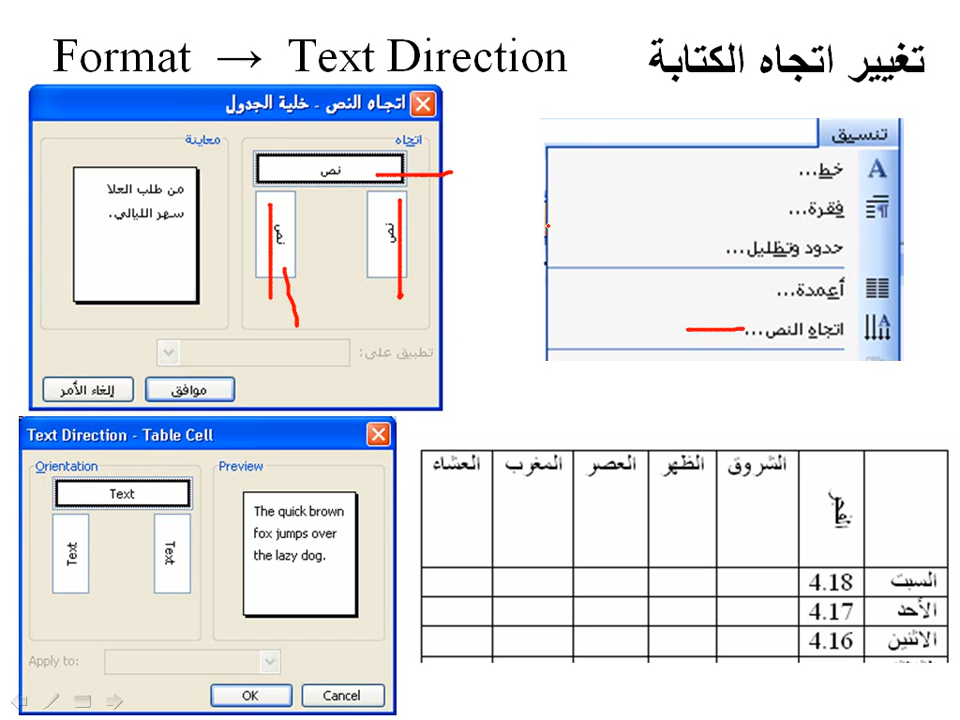 Format → Text Direction
تغيير اتجاه الكتابة
اتجاه النص - خلية الجدول
اتجاه
معاينة
نص
نص
نص
من طلب العلا
سهر الليالي.
تطبيق على:
موافق
إلغاء الأمر
تنسيق
خط...
فقرة...
حدود وتظليل...
أعمدة...
اتجاه النص...
Text Direction - Table Cell
Orientation
Preview
Text
Text
Text
The quick brown
fox jumps over
the lazy dog.
Apply to:
OK
Cancel
الفجر الشروق الظهر العصر المغرب العشاء
السبت 4.18
الأحد 4.17
الاثنين 4.16